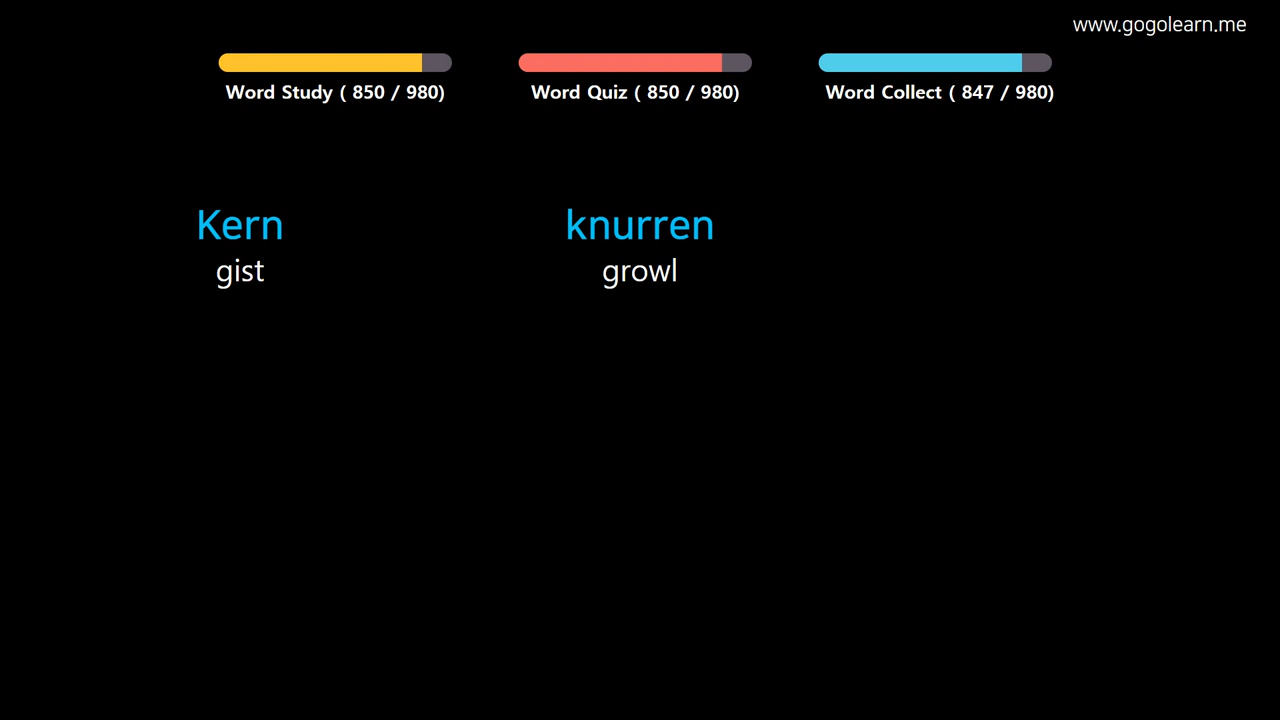 www.gogolearn.me
Word Study ( 850 / 980)
Word Quiz ( 850 / 980)
Word Collect ( 847 / 980)
Kern
gist
knurren
growl